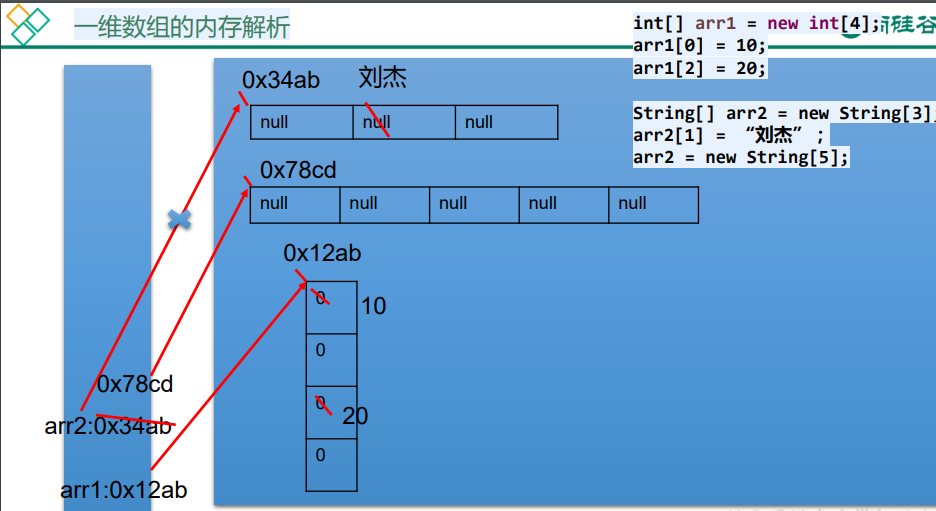 一维数组的内存解析
int[] arr1 = new int[4];
arr1[0] = 10;
arr1[2] = 20;
String[] arr2 = new String[3];
arr2[1] = “刘杰”;
arr2 = new String[5];
0x34ab 刘杰
null null null
0x78cd
null null null null null
0x12ab
0 10
0
0 20
0
0x78cd
arr2:0x34ab
arr1:0x12ab